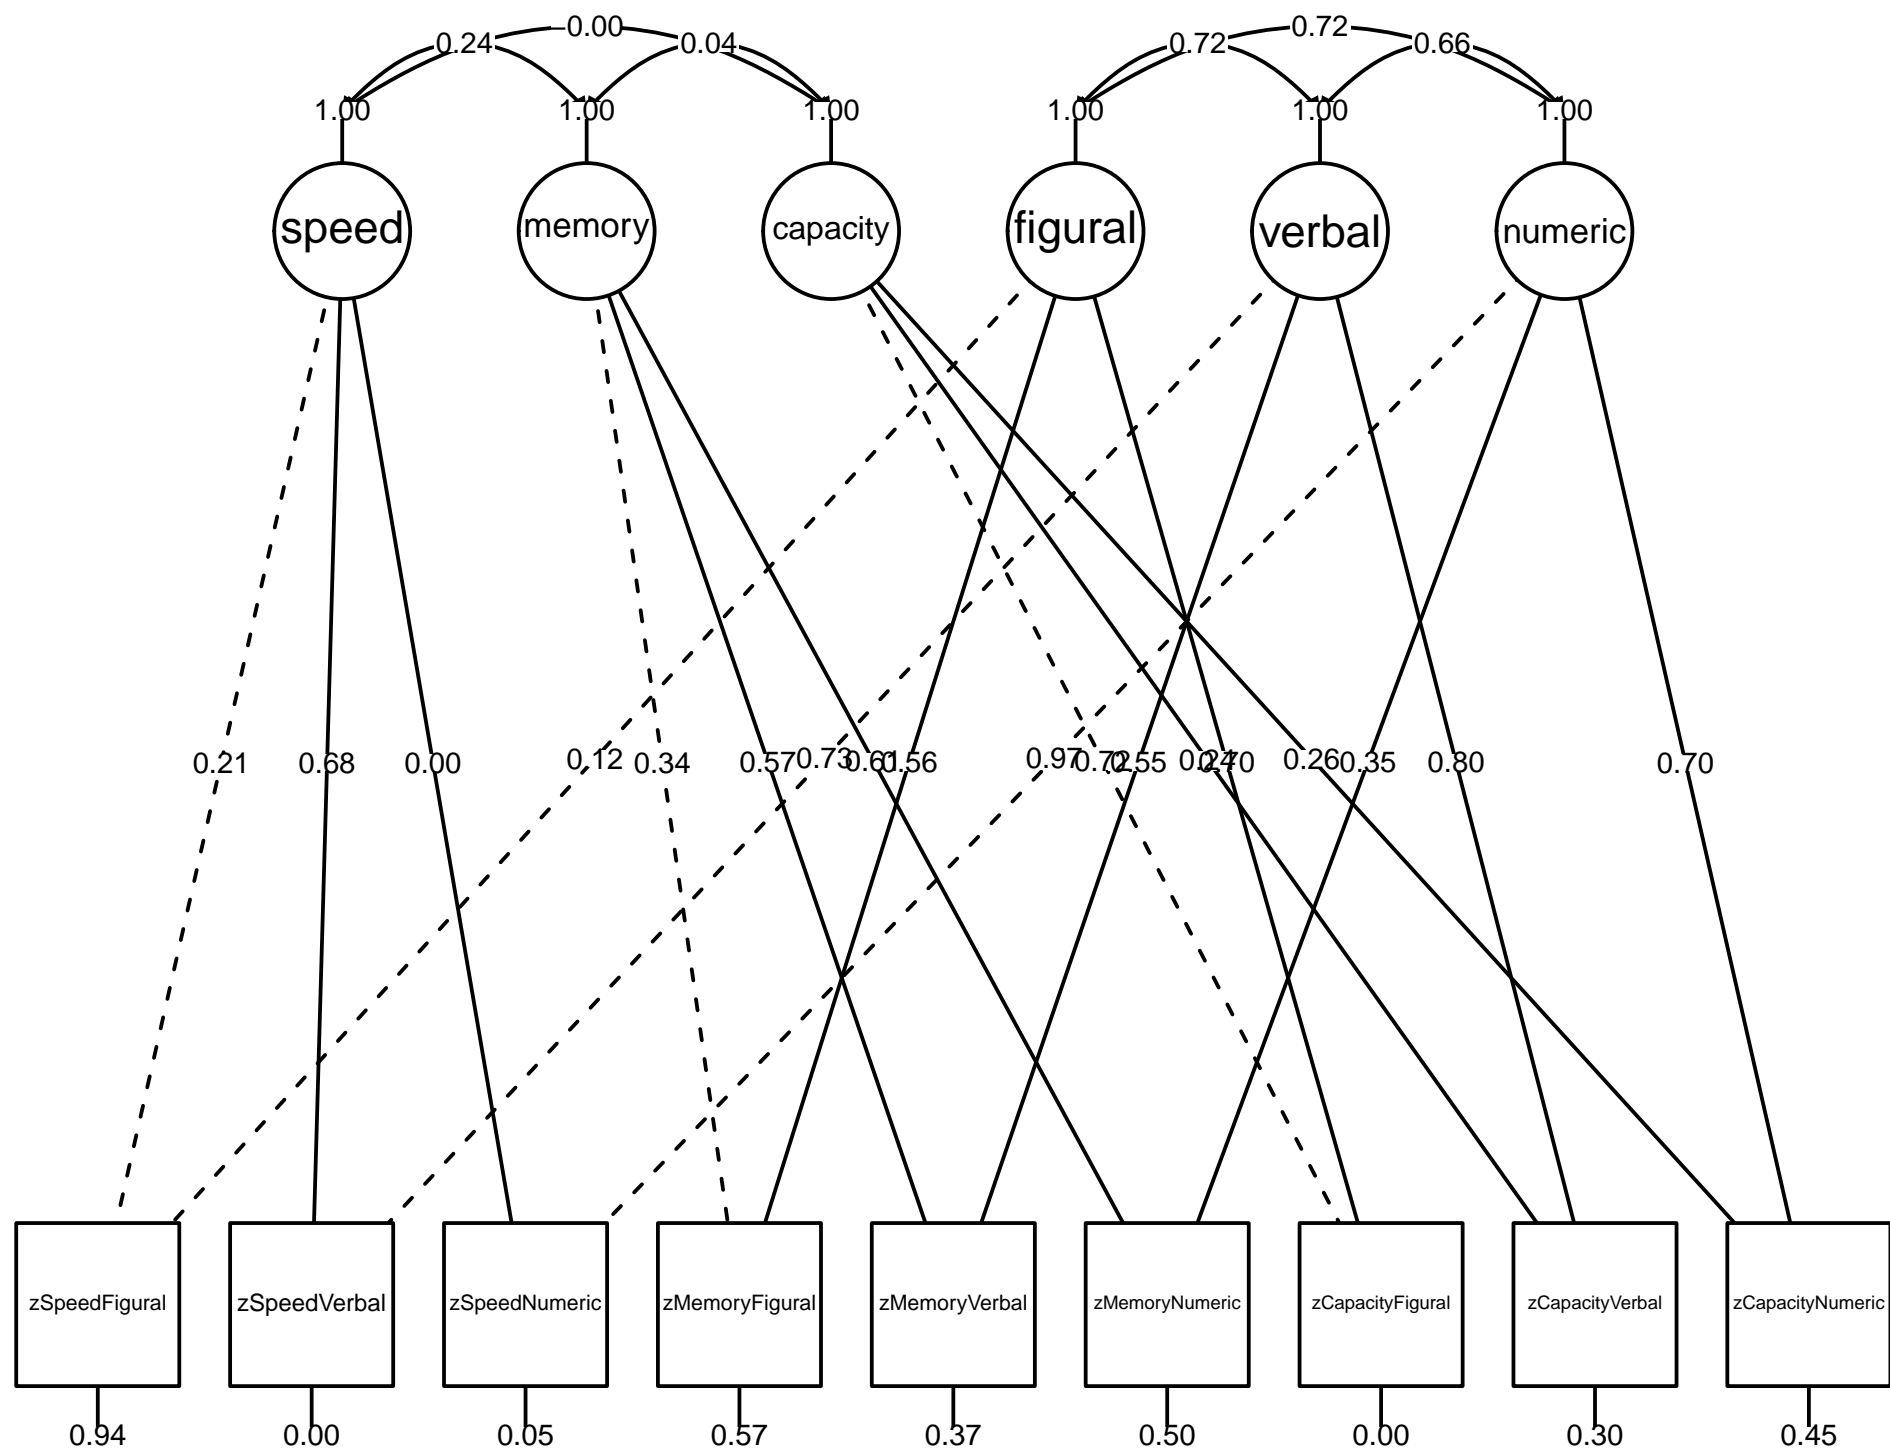 −0.00
0.72
0.24
0.04
0.72
0.66
1.00
1.00
1.00
1.00
1.00
1.00
speed
memory
capacity
figural
verbal
numeric
0.21
0.68
0.00
0.12
0.34
0.57
0.73
0.61
0.56
0.97
0.72
0.55
0.24
0.70
0.26
0.35
0.80
0.70
zSpeedFigural
zSpeedVerbal
zSpeedNumeric
zMemoryFigural
zMemoryVerbal
zMemoryNumeric
zCapacityFigural
zCapacityVerbal
zCapacityNumeric
0.94
0.00
0.05
0.57
0.37
0.50
0.00
0.30
0.45